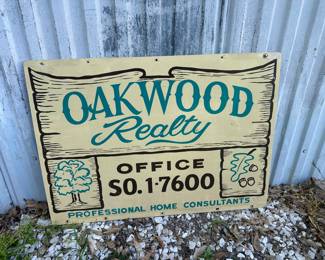 OAKWOOD
Realty
OFFICE
SO. 1-7600
PROFESSIONAL HOME CONSULTANTS